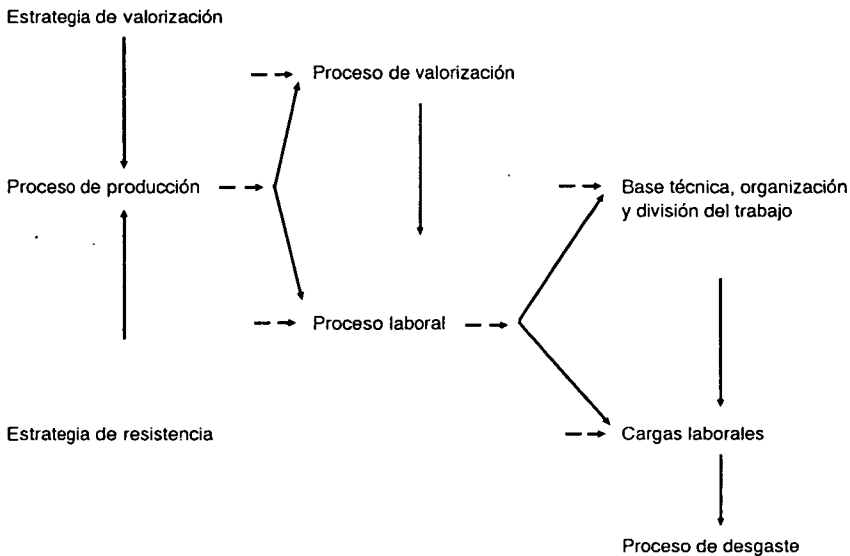 Estrategia de valorización
Proceso de valorización
Proceso de producción
Base técnica, organización
y división del trabajo
Proceso laboral
Estrategia de resistencia
Cargas laborales
Proceso de desgaste